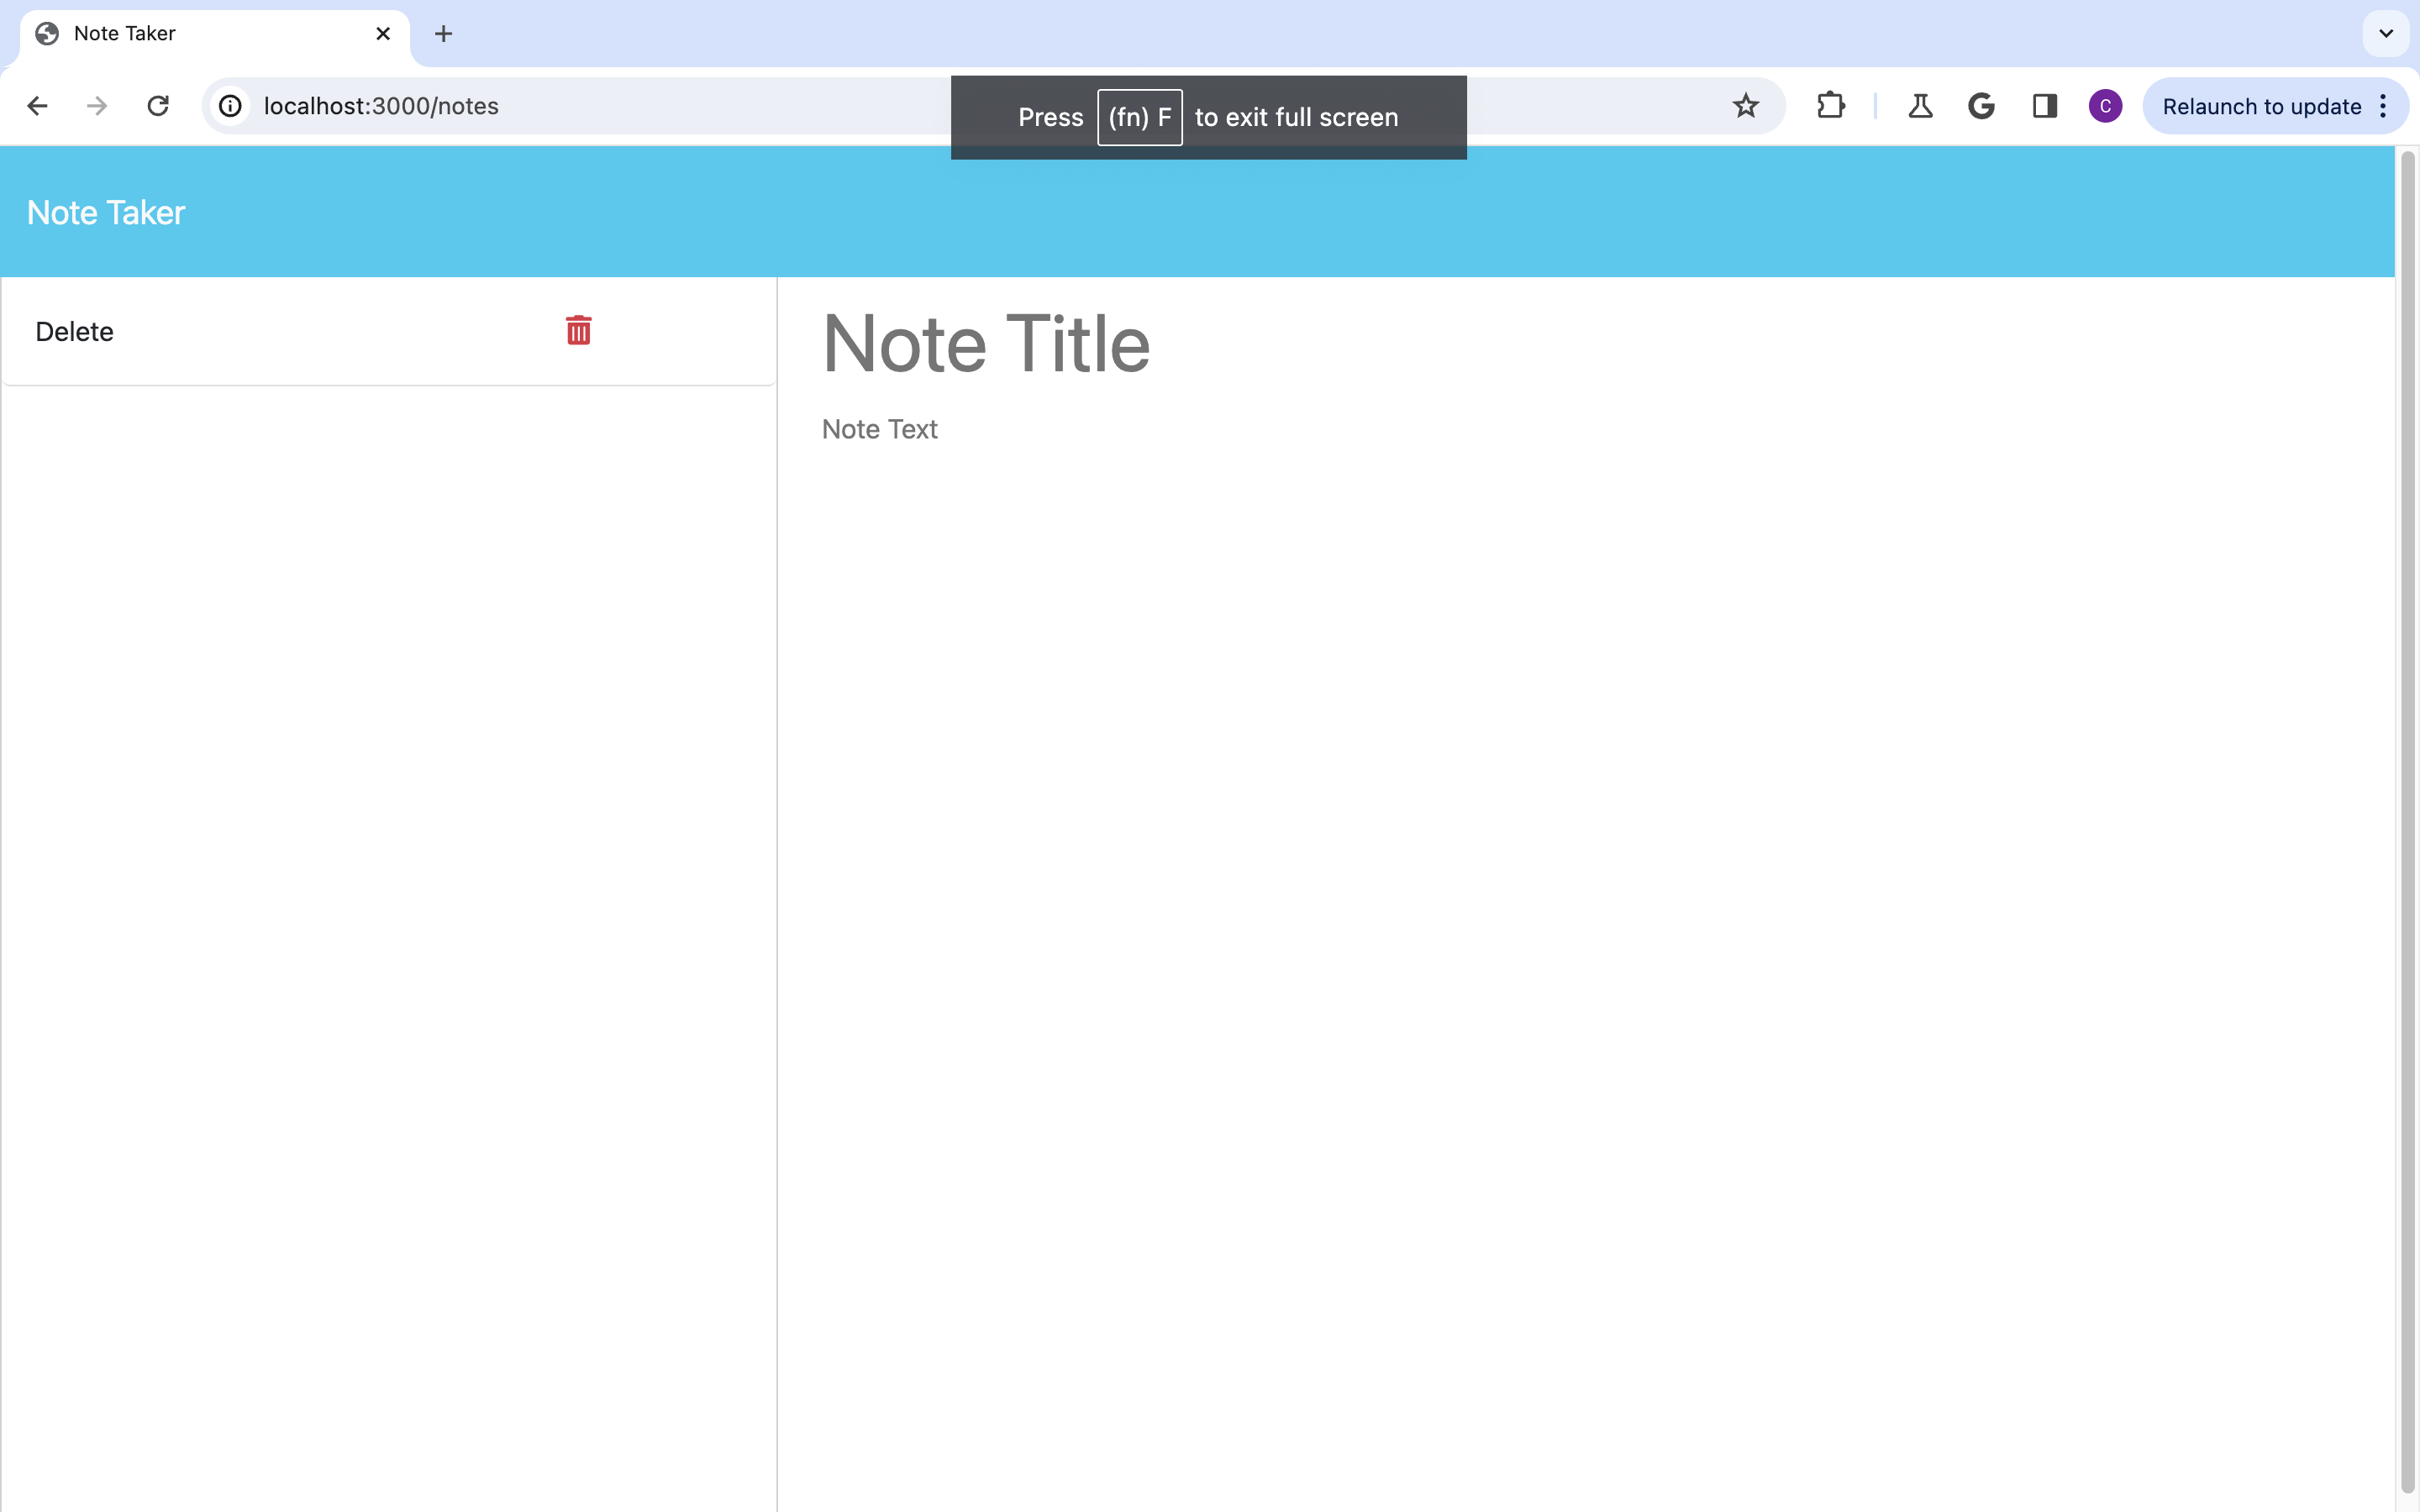 Note Taker
localhost:3000/notes
Press (fn) F to exit full screen
C
Relaunch to update
Note Taker
Delete
Note Title
Note Text